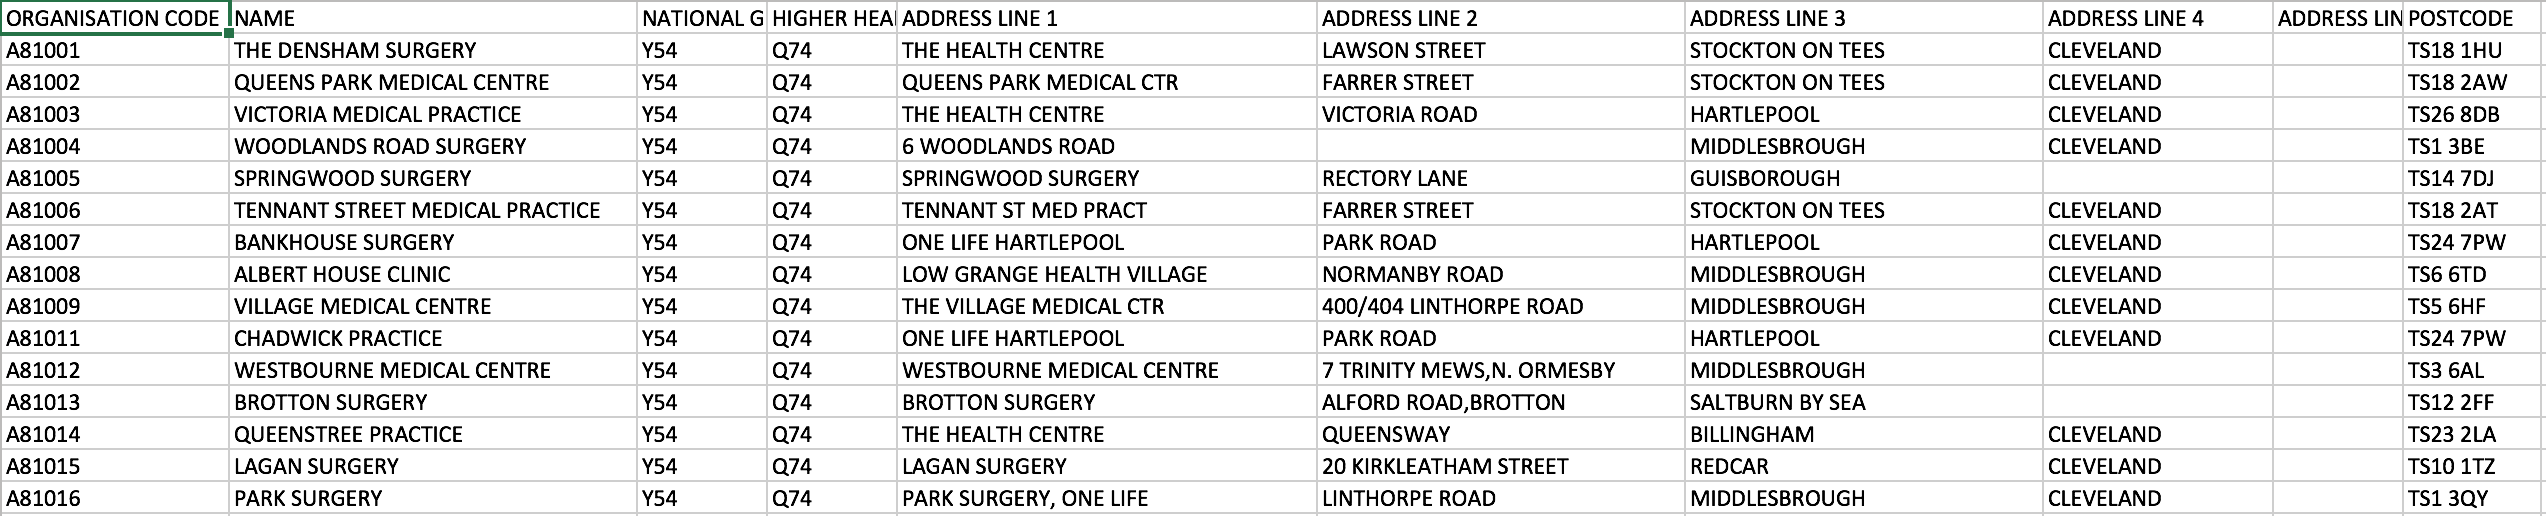 ORGANISATION CODE NAME NATIONAL G HIGHER HEA ADDRESS LINE 1 ADDRESS LINE 2 ADDRESS LINE 3 ADDRESS LINE 4 ADDRESS LIN POSTCODE
A81001 THE DENSHAM SURGERY Y54 Q74 THE HEALTH CENTRE LAWSON STREET STOCKTON ON TEES CLEVELAND TS18 1HU
A81002 QUEENS PARK MEDICAL CENTRE Y54 Q74 QUEENS PARK MEDICAL CTR FARRER STREET STOCKTON ON TEES CLEVELAND TS18 2AW
A81003 VICTORIA MEDICAL PRACTICE Y54 Q74 THE HEALTH CENTRE VICTORIA ROAD HARTLEPOOL CLEVELAND TS26 8DB
A81004 WOODLANDS ROAD SURGERY Y54 Q74 6 WOODLANDS ROAD MIDDLESBROUGH CLEVELAND TS1 3BE
A81005 SPRINGWOOD SURGERY Y54 Q74 SPRINGWOOD SURGERY RECTORY LANE GUISBOROUGH TS14 7DJ
A81006 TENNANT STREET MEDICAL PRACTICE Y54 Q74 TENNANT ST MED PRACT FARRER STREET STOCKTON ON TEES CLEVELAND TS18 2AT
A81007 BANKHOUSE SURGERY Y54 Q74 ONE LIFE HARTLEPOOL PARK ROAD HARTLEPOOL CLEVELAND TS24 7PW
A81008 ALBERT HOUSE CLINIC Y54 Q74 LOW GRANGE HEALTH VILLAGE NORMANBY ROAD MIDDLESBROUGH CLEVELAND TS6 6TD
A81009 VILLAGE MEDICAL CENTRE Y54 Q74 THE VILLAGE MEDICAL CTR 400/404 LINTHORPE ROAD MIDDLESBROUGH CLEVELAND TS5 6HF
A81011 CHADWICK PRACTICE Y54 Q74 ONE LIFE HARTLEPOOL PARK ROAD HARTLEPOOL CLEVELAND TS24 7PW
A81012 WESTBOURNE MEDICAL CENTRE Y54 Q74 WESTBOURNE MEDICAL CENTRE 7 TRINITY MEWS,N. ORMESBY MIDDLESBROUGH TS3 6AL
A81013 BROTTON SURGERY Y54 Q74 BROTTON SURGERY ALFORD ROAD,BROTTON SALTBURN BY SEA TS12 2FF
A81014 QUEENSTREE PRACTICE Y54 Q74 THE HEALTH CENTRE QUEENSWAY BILLINGHAM CLEVELAND TS23 2LA
A81015 LAGAN SURGERY Y54 Q74 LAGAN SURGERY 20 KIRKLEATHAM STREET REDCAR CLEVELAND TS10 1TZ
A81016 PARK SURGERY Y54 Q74 PARK SURGERY, ONE LIFE LINTHORPE ROAD MIDDLESBROUGH CLEVELAND TS1 3QY